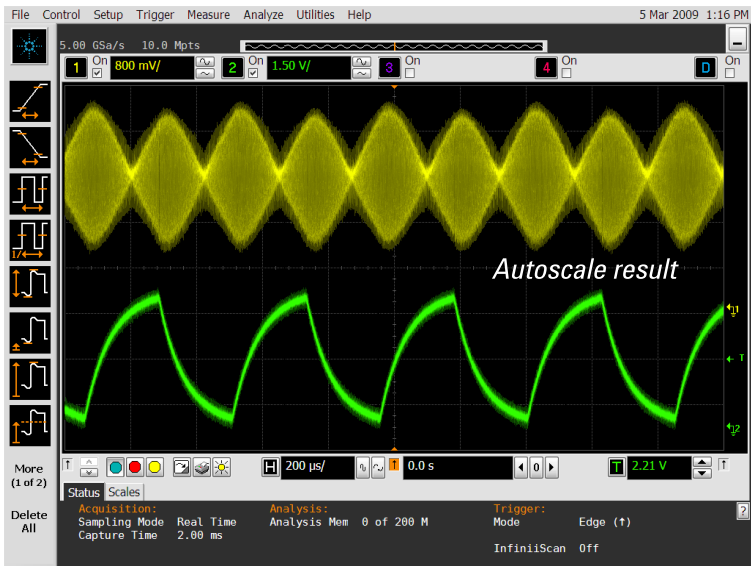 File Control Setup Trigger Measure Analyze Utilities Help 5 Mar 2009 1:16 PM
5.00 GSa/s 10.0 Mpts
1 On 800 mV/ 2 On 1.50 V/ 3 On 4 On D On
Autoscale result
1
T
2
More
(1 of 2)
Delete
All
H 200 µs/ 0.0 s 0 T 2.21 V
Status Scales
Acquisition: Analysis: Trigger: ?
Sampling Mode Real Time Analysis Mem 0 of 200 M Mode Edge (↑)
Capture Time 2.00 ms
InfiniiScan Off